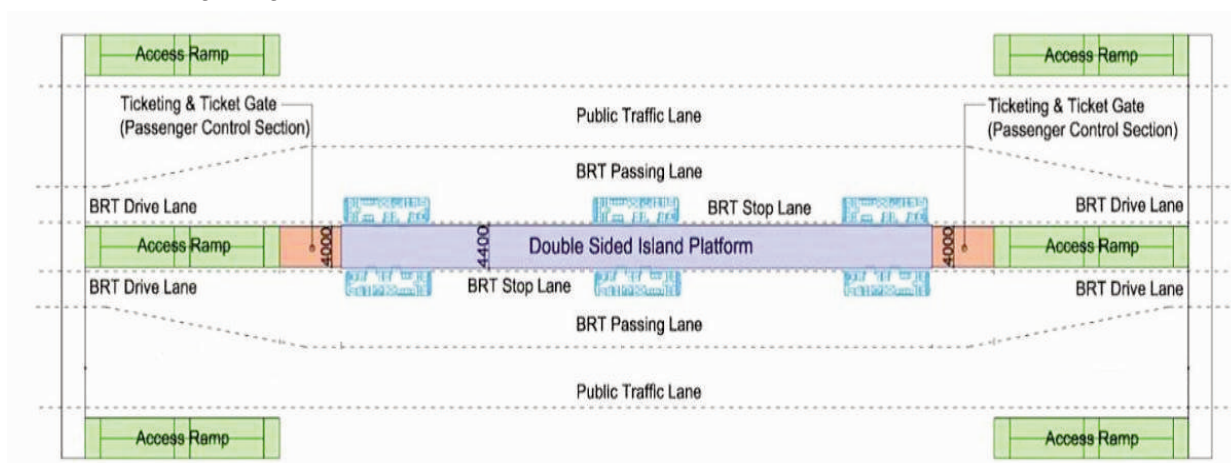 Access Ramp
Access Ramp
Ticketing & Ticket Gate
(Passenger Control Section)
Public Traffic Lane
Ticketing & Ticket Gate
(Passenger Control Section)
BRT Passing Lane
BRT Drive Lane
BRT Stop Lane
BRT Drive Lane
Access Ramp
4000
4400
Double Sided Island Platform
4000
Access Ramp
BRT Drive Lane
BRT Stop Lane
BRT Drive Lane
BRT Passing Lane
Public Traffic Lane
Access Ramp
Access Ramp